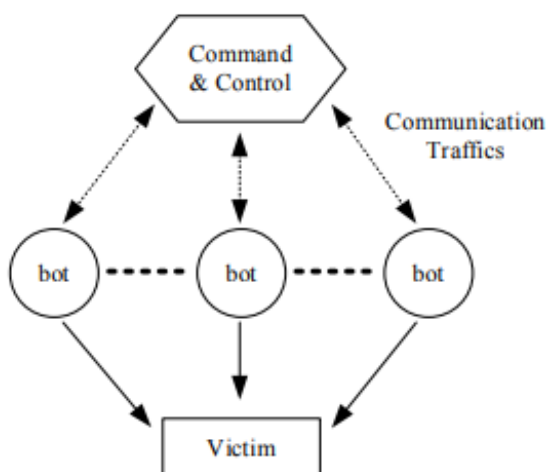 Command
& Control
Communication
Traffics
bot
bot
bot
Victim